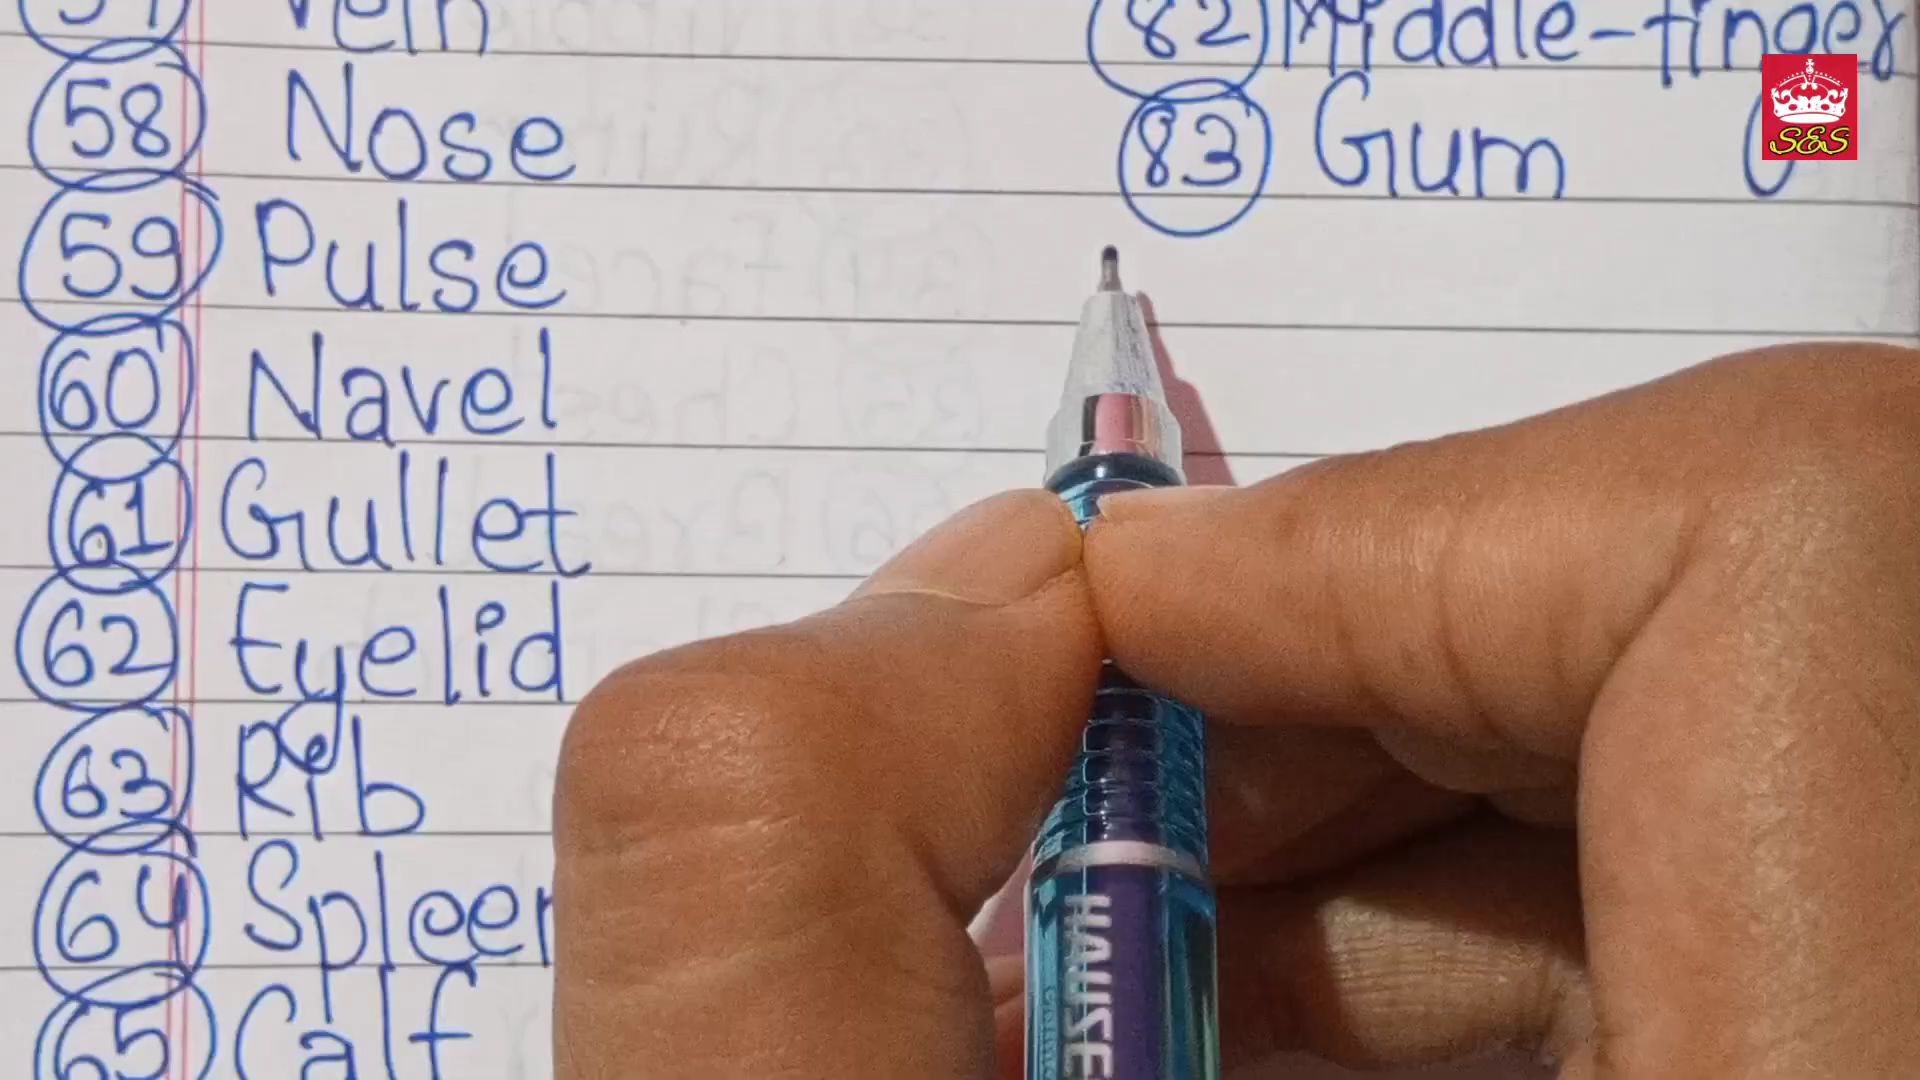 57 Vein
58 Nose
59 Pulse
60 Navel
61 Gullet
62 Eyelid
63 Rib
64 Spleen
65 Calf
82 Middle-finger
83 Gum
S&S
HAUSER